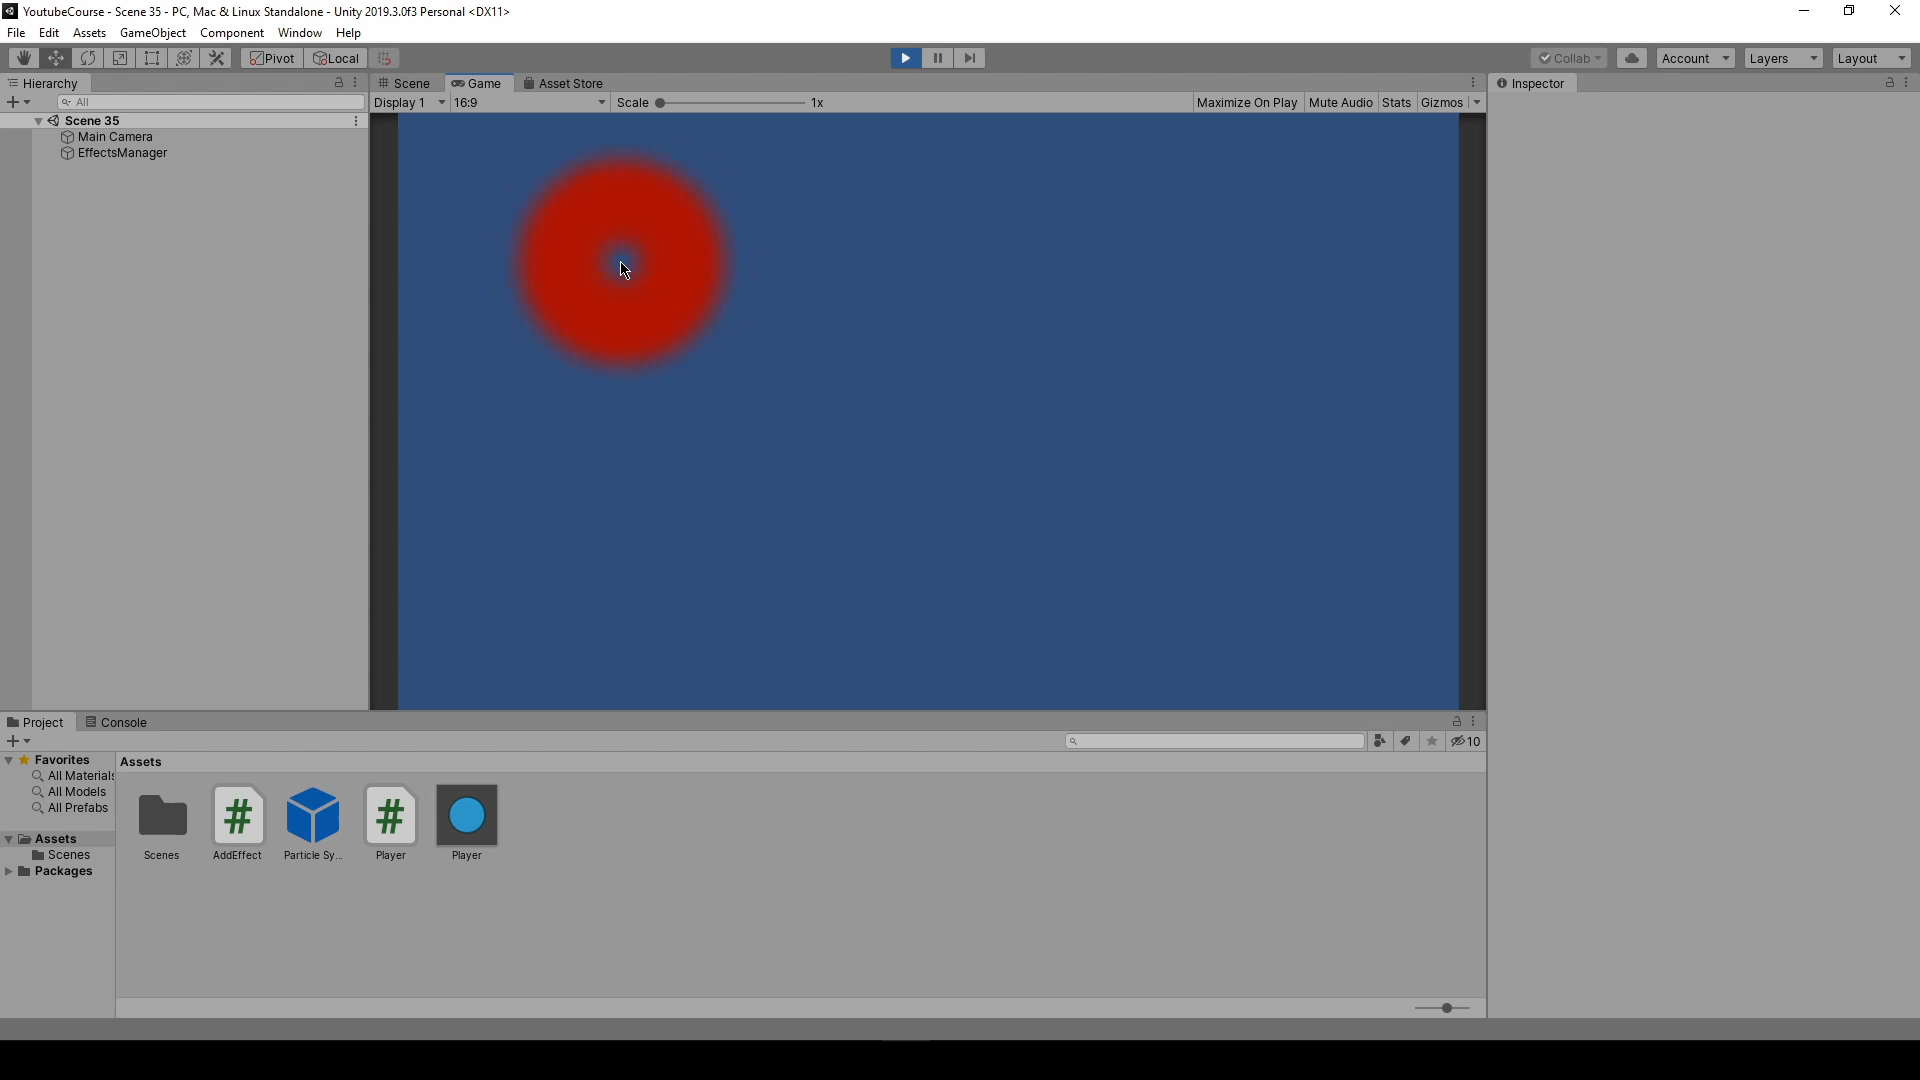 YoutubeCourse - Scene 35 - PC, Mac & Linux Standalone - Unity 2019.3.0f3 Personal <DX11>
File Edit Assets GameObject Component Window Help
Pivot Local Collab Account Layers Layout
Hierarchy Scene Game Asset Store Inspector
All Display 1 16:9 Scale 1x Maximize On Play Mute Audio Stats Gizmos
Scene 35
Main Camera
EffectsManager
Project Console
10
Favorites Assets
All Materials
All Models
All Prefabs
Assets
Scenes
Packages
Scenes AddEffect Particle Sy... Player Player